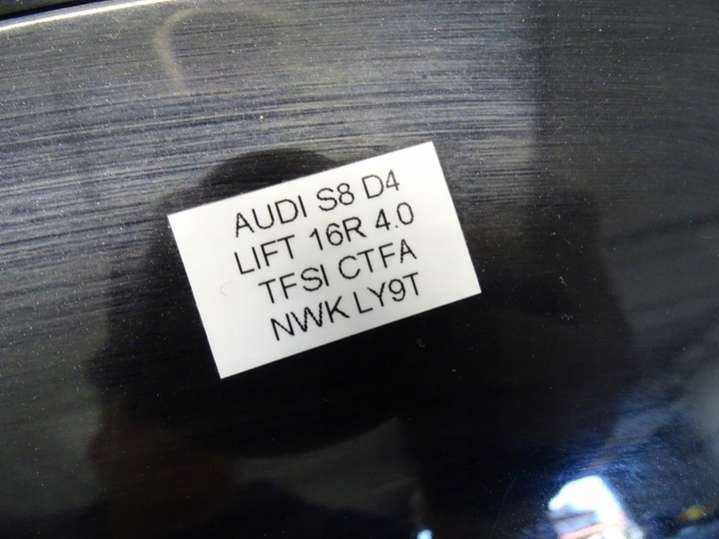 AUDI S8 D4
LIFT 16R 4.0
TFSI CTFA
NWK LY9T